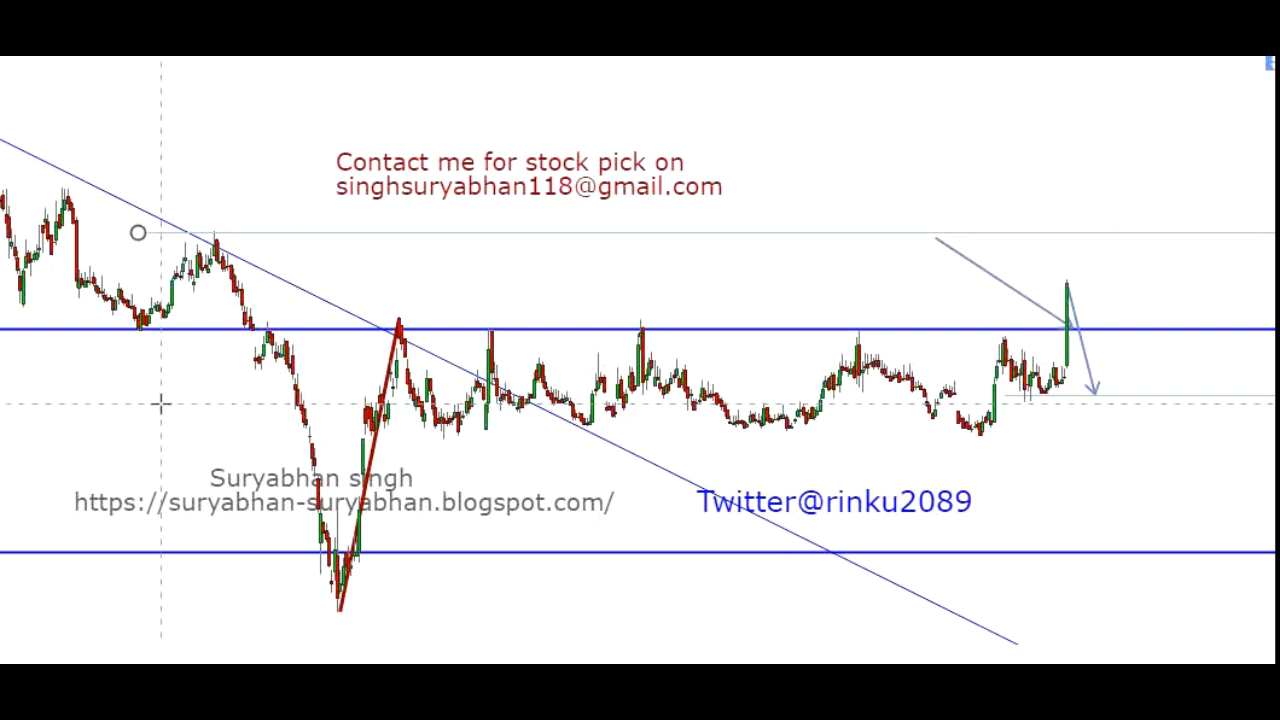 Contact me for stock pick on
singhsuryabhan118@gmail.com
Suryabhan singh
https://suryabhan-suryabhan.blogspot.com/
Twitter@rinku2089